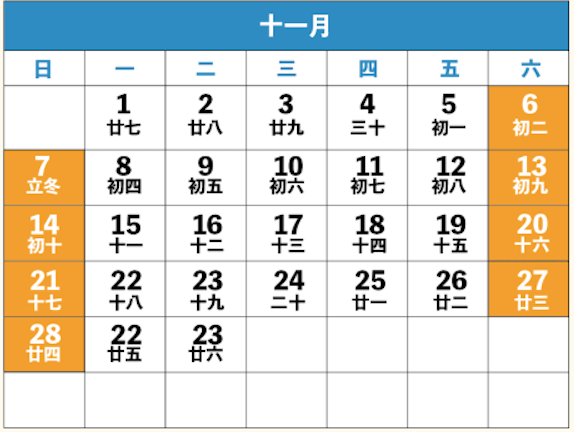 十一月
日 一 二 三 四 五 六
1 2 3 4 5 6
廿七 廿八 廿九 三十 初一 初二
7 8 9 10 11 12 13
立冬 初四 初五 初六 初七 初八 初九
14 15 16 17 18 19 20
初十 十一 十二 十三 十四 十五 十六
21 22 23 24 25 26 27
十七 十八 十九 二十 廿一 廿二 廿三
28 22 23
廿四 廿五 廿六